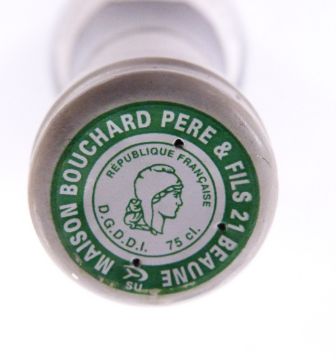 MAISON BOUCHARD PERE & FILS 21 BEAUNE
RÉPUBLIQUE FRANÇAISE
D.G.D.D.I. 75 cl.
SU